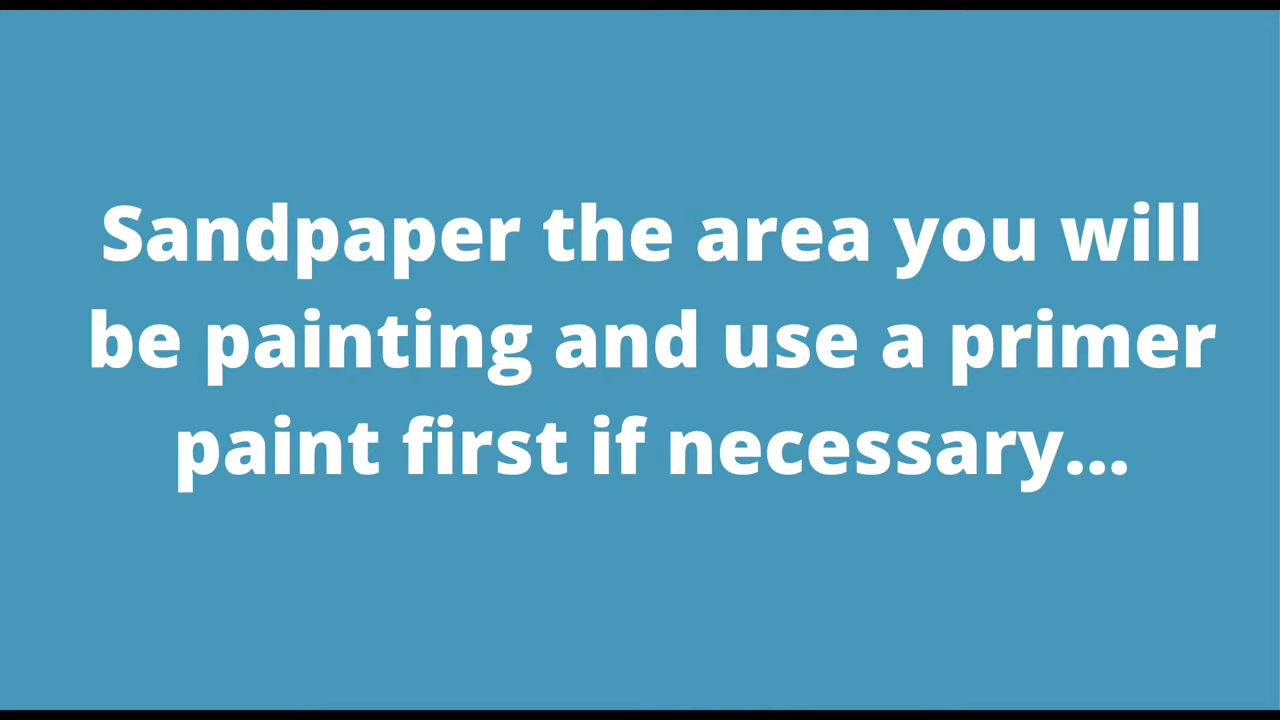 Sandpaper the area you will
be painting and use a primer
paint first if necessary...